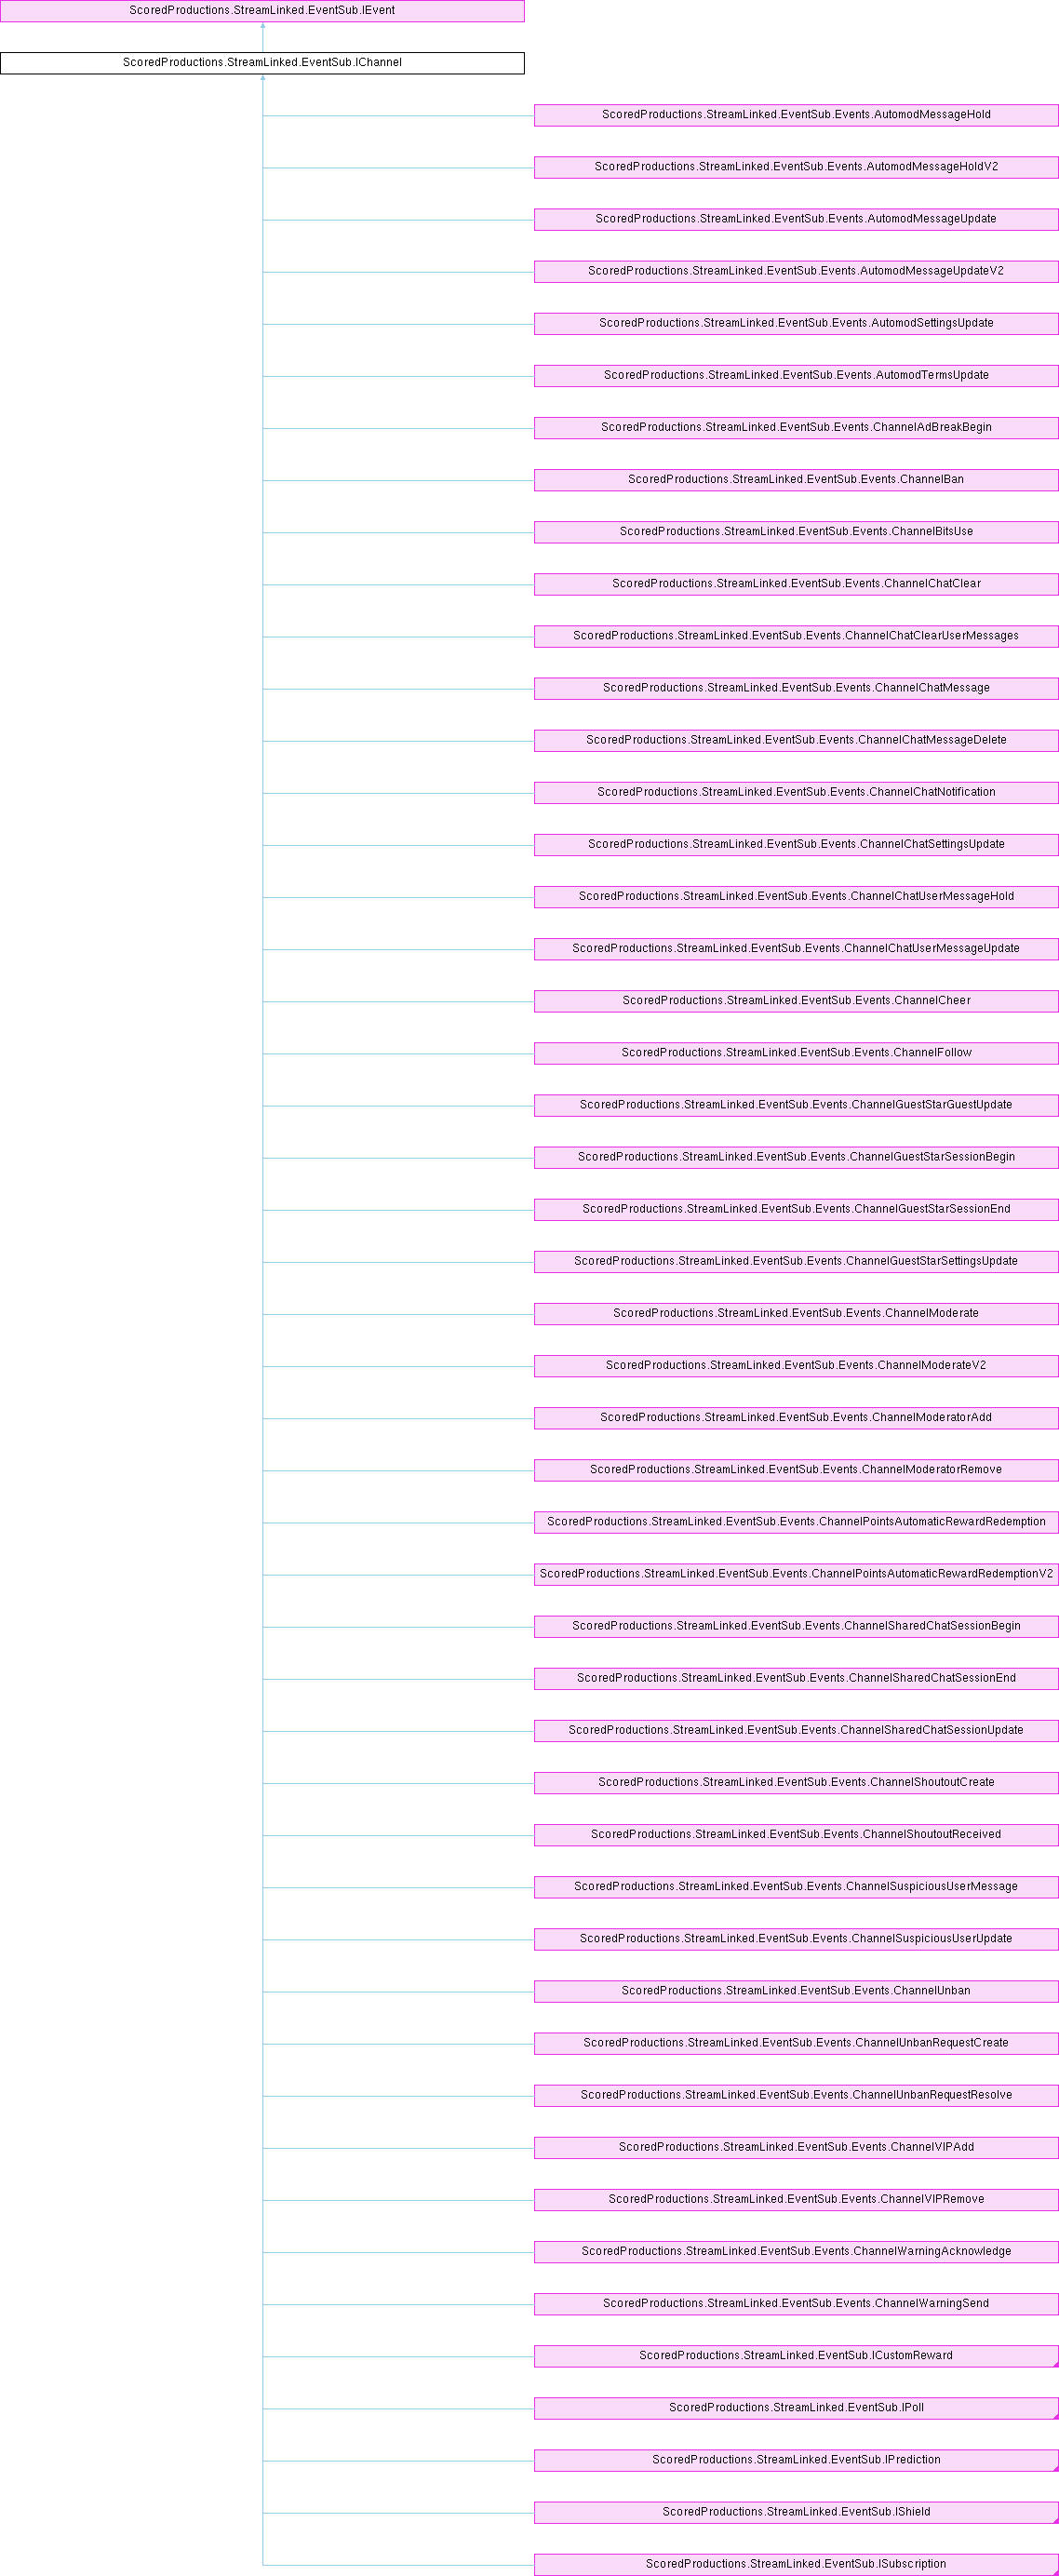 ScoredProductions.StreamLinked.EventSub.IEvent
ScoredProductions.StreamLinked.EventSub.IChannel
ScoredProductions.StreamLinked.EventSub.Events.AutomodMessageHold
ScoredProductions.StreamLinked.EventSub.Events.AutomodMessageHoldV2
ScoredProductions.StreamLinked.EventSub.Events.AutomodMessageUpdate
ScoredProductions.StreamLinked.EventSub.Events.AutomodMessageUpdateV2
ScoredProductions.StreamLinked.EventSub.Events.AutomodSettingsUpdate
ScoredProductions.StreamLinked.EventSub.Events.AutomodTermsUpdate
ScoredProductions.StreamLinked.EventSub.Events.ChannelAdBreakBegin
ScoredProductions.StreamLinked.EventSub.Events.ChannelBan
ScoredProductions.StreamLinked.EventSub.Events.ChannelBitsUse
ScoredProductions.StreamLinked.EventSub.Events.ChannelChatClear
ScoredProductions.StreamLinked.EventSub.Events.ChannelChatClearUserMessages
ScoredProductions.StreamLinked.EventSub.Events.ChannelChatMessage
ScoredProductions.StreamLinked.EventSub.Events.ChannelChatMessageDelete
ScoredProductions.StreamLinked.EventSub.Events.ChannelChatNotification
ScoredProductions.StreamLinked.EventSub.Events.ChannelChatSettingsUpdate
ScoredProductions.StreamLinked.EventSub.Events.ChannelChatUserMessageHold
ScoredProductions.StreamLinked.EventSub.Events.ChannelChatUserMessageUpdate
ScoredProductions.StreamLinked.EventSub.Events.ChannelCheer
ScoredProductions.StreamLinked.EventSub.Events.ChannelFollow
ScoredProductions.StreamLinked.EventSub.Events.ChannelGuestStarGuestUpdate
ScoredProductions.StreamLinked.EventSub.Events.ChannelGuestStarSessionBegin
ScoredProductions.StreamLinked.EventSub.Events.ChannelGuestStarSessionEnd
ScoredProductions.StreamLinked.EventSub.Events.ChannelGuestStarSettingsUpdate
ScoredProductions.StreamLinked.EventSub.Events.ChannelModerate
ScoredProductions.StreamLinked.EventSub.Events.ChannelModerateV2
ScoredProductions.StreamLinked.EventSub.Events.ChannelModeratorAdd
ScoredProductions.StreamLinked.EventSub.Events.ChannelModeratorRemove
ScoredProductions.StreamLinked.EventSub.Events.ChannelPointsAutomaticRewardRedemption
ScoredProductions.StreamLinked.EventSub.Events.ChannelPointsAutomaticRewardRedemptionV2
ScoredProductions.StreamLinked.EventSub.Events.ChannelSharedChatSessionBegin
ScoredProductions.StreamLinked.EventSub.Events.ChannelSharedChatSessionEnd
ScoredProductions.StreamLinked.EventSub.Events.ChannelSharedChatSessionUpdate
ScoredProductions.StreamLinked.EventSub.Events.ChannelShoutoutCreate
ScoredProductions.StreamLinked.EventSub.Events.ChannelShoutoutReceived
ScoredProductions.StreamLinked.EventSub.Events.ChannelSuspiciousUserMessage
ScoredProductions.StreamLinked.EventSub.Events.ChannelSuspiciousUserUpdate
ScoredProductions.StreamLinked.EventSub.Events.ChannelUnban
ScoredProductions.StreamLinked.EventSub.Events.ChannelUnbanRequestCreate
ScoredProductions.StreamLinked.EventSub.Events.ChannelUnbanRequestResolve
ScoredProductions.StreamLinked.EventSub.Events.ChannelVIPAdd
ScoredProductions.StreamLinked.EventSub.Events.ChannelVIPRemove
ScoredProductions.StreamLinked.EventSub.Events.ChannelWarningAcknowledge
ScoredProductions.StreamLinked.EventSub.Events.ChannelWarningSend
ScoredProductions.StreamLinked.EventSub.ICustomReward
ScoredProductions.StreamLinked.EventSub.IPoll
ScoredProductions.StreamLinked.EventSub.IPrediction
ScoredProductions.StreamLinked.EventSub.IShield
ScoredProductions.StreamLinked.EventSub.ISubscription